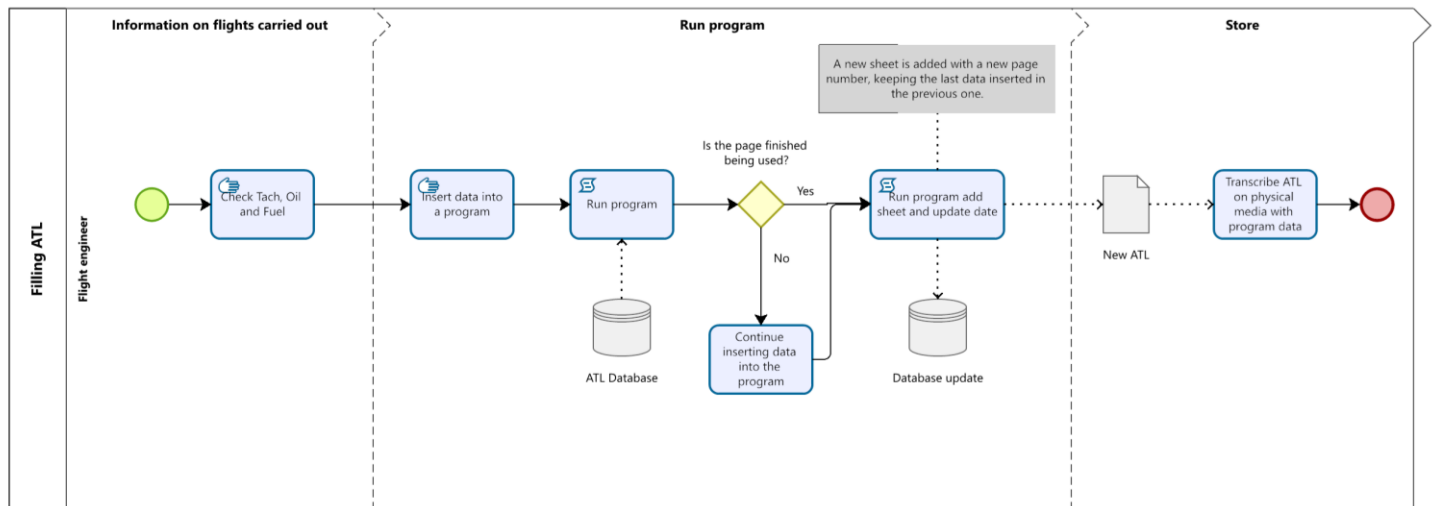 Information on flights carried out
Run program
Store
Filling ATL
Flight engineer
A new sheet is added with a new page
number, keeping the last data inserted in
the previous one.
Check Tach, Oil
and Fuel
Insert data into
a program
Run program
Is the page finished
being used?
Yes
No
Run program add
sheet and update date
New ATL
Transcribe ATL
on physical
media with
program data
ATL Database
Continue
inserting data
into the
program
Database update